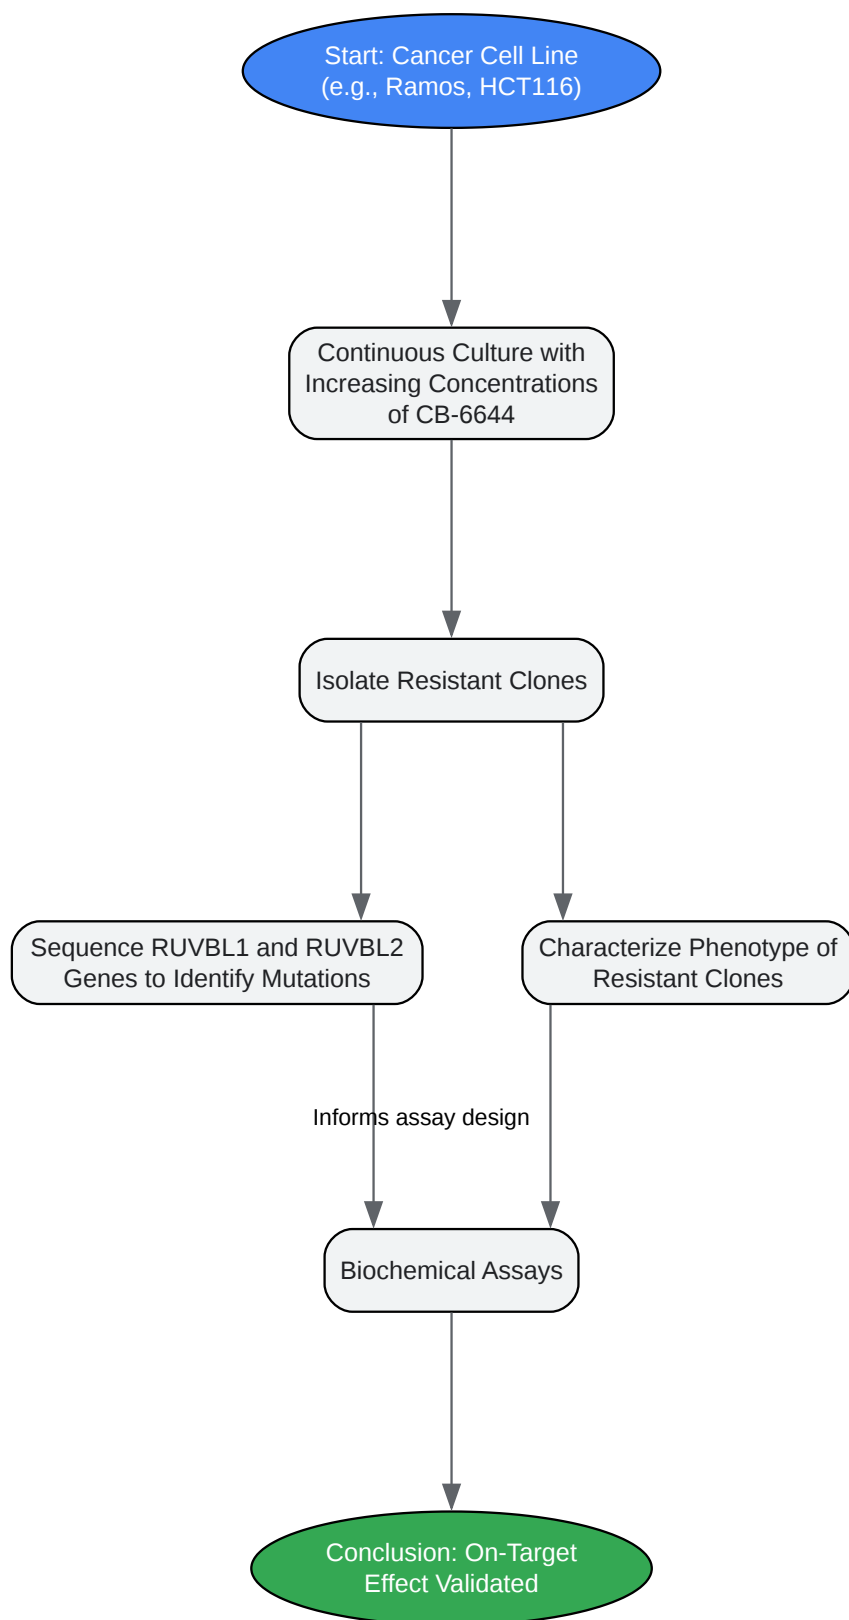 Start: Cancer Cell Line
(e.g., Ramos, HCT116)
Continuous Culture with
Increasing Concentrations
of CB-6644
Isolate Resistant Clones
Sequence RUVBL1 and RUVBL2
Genes to Identify Mutations
Characterize Phenotype of
Resistant Clones
Informs assay design
Biochemical Assays
Conclusion: On-Target
Effect Validated